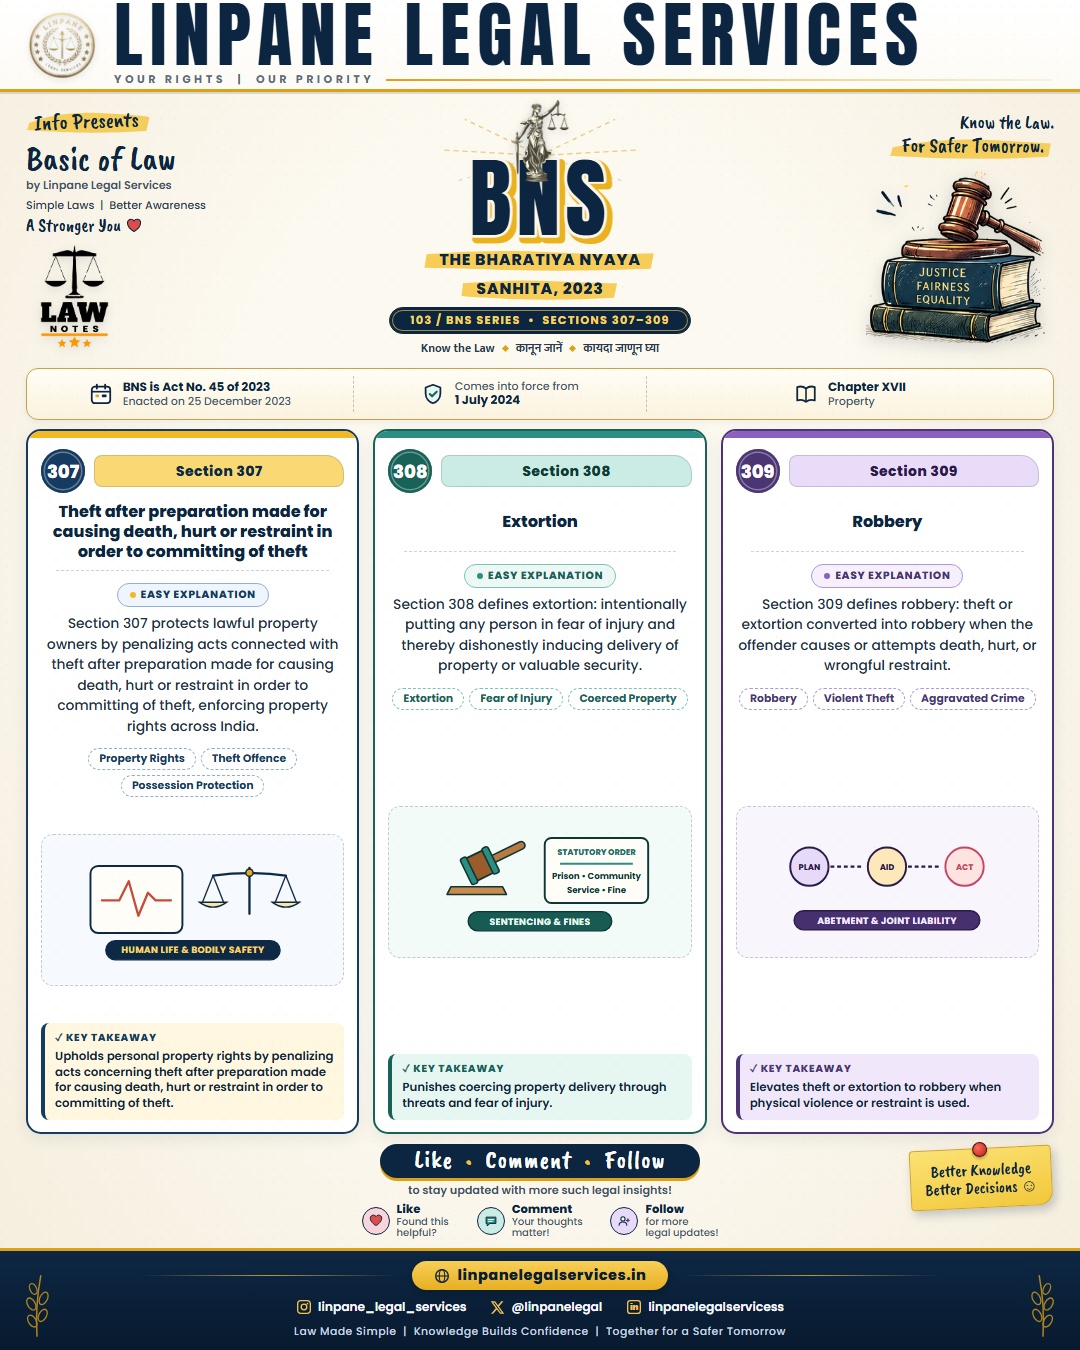 LINPANE LEGAL SERVICES
YOUR RIGHTS | OUR PRIORITY
Info Presents
Basic of Law
by Linpane Legal Services
Simple Laws | Better Awareness
A Stronger You
LAW
NOTES
BNS
THE BHARATIYA NYAYA
SANHITA, 2023
103 / BNS SERIES • SECTIONS 307–309
Know the Law ◆ कानून जानें ◆ कायदा जाणून घ्या
Know the Law.
For Safer Tomorrow.
JUSTICE
FAIRNESS
EQUALITY
BNS is Act No. 45 of 2023
Enacted on 25 December 2023
Comes into force from
1 July 2024
Chapter XVII
Property
307
Section 307
Theft after preparation made for
causing death, hurt or restraint in
order to committing of theft
EASY EXPLANATION
Section 307 protects lawful property
owners by penalizing acts connected with
theft after preparation made for causing
death, hurt or restraint in order to
committing of theft, enforcing property
rights across India.
Property Rights
Theft Offence
Possession Protection
HUMAN LIFE & BODILY SAFETY
✓ KEY TAKEAWAY
Upholds personal property rights by penalizing
acts concerning theft after preparation made
for causing death, hurt or restraint in order to
committing of theft.
308
Section 308
Extortion
EASY EXPLANATION
Section 308 defines extortion: intentionally
putting any person in fear of injury and
thereby dishonestly inducing delivery of
property or valuable security.
Extortion
Fear of Injury
Coerced Property
STATUTORY ORDER
Prison • Community
Service • Fine
SENTENCING & FINES
✓ KEY TAKEAWAY
Punishes coercing property delivery through
threats and fear of injury.
309
Section 309
Robbery
EASY EXPLANATION
Section 309 defines robbery: theft or
extortion converted into robbery when the
offender causes or attempts death, hurt, or
wrongful restraint.
Robbery
Violent Theft
Aggravated Crime
PLAN
AID
ACT
ABETMENT & JOINT LIABILITY
✓ KEY TAKEAWAY
Elevates theft or extortion to robbery when
physical violence or restraint is used.
Like • Comment • Follow
to stay updated with more such legal insights!
Like
Found this
helpful?
Comment
Your thoughts
matter!
Follow
for more
legal updates!
Better Knowledge
Better Decisions ☺
linpanelegalservices.in
linpane_legal_services
@linpanelegal
linpanelegalservicess
Law Made Simple | Knowledge Builds Confidence | Together for a Safer Tomorrow